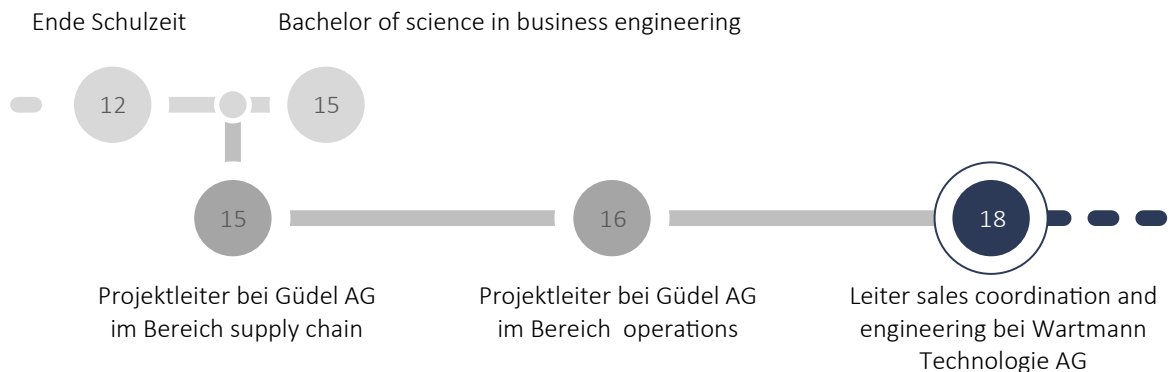 Ende Schulzeit
Bachelor of science in business engineering
12
15
15
16
18
Projektleiter bei Güdel AG
im Bereich supply chain
Projektleiter bei Güdel AG
im Bereich operations
Leiter sales coordination and
engineering bei Wartmann
Technologie AG